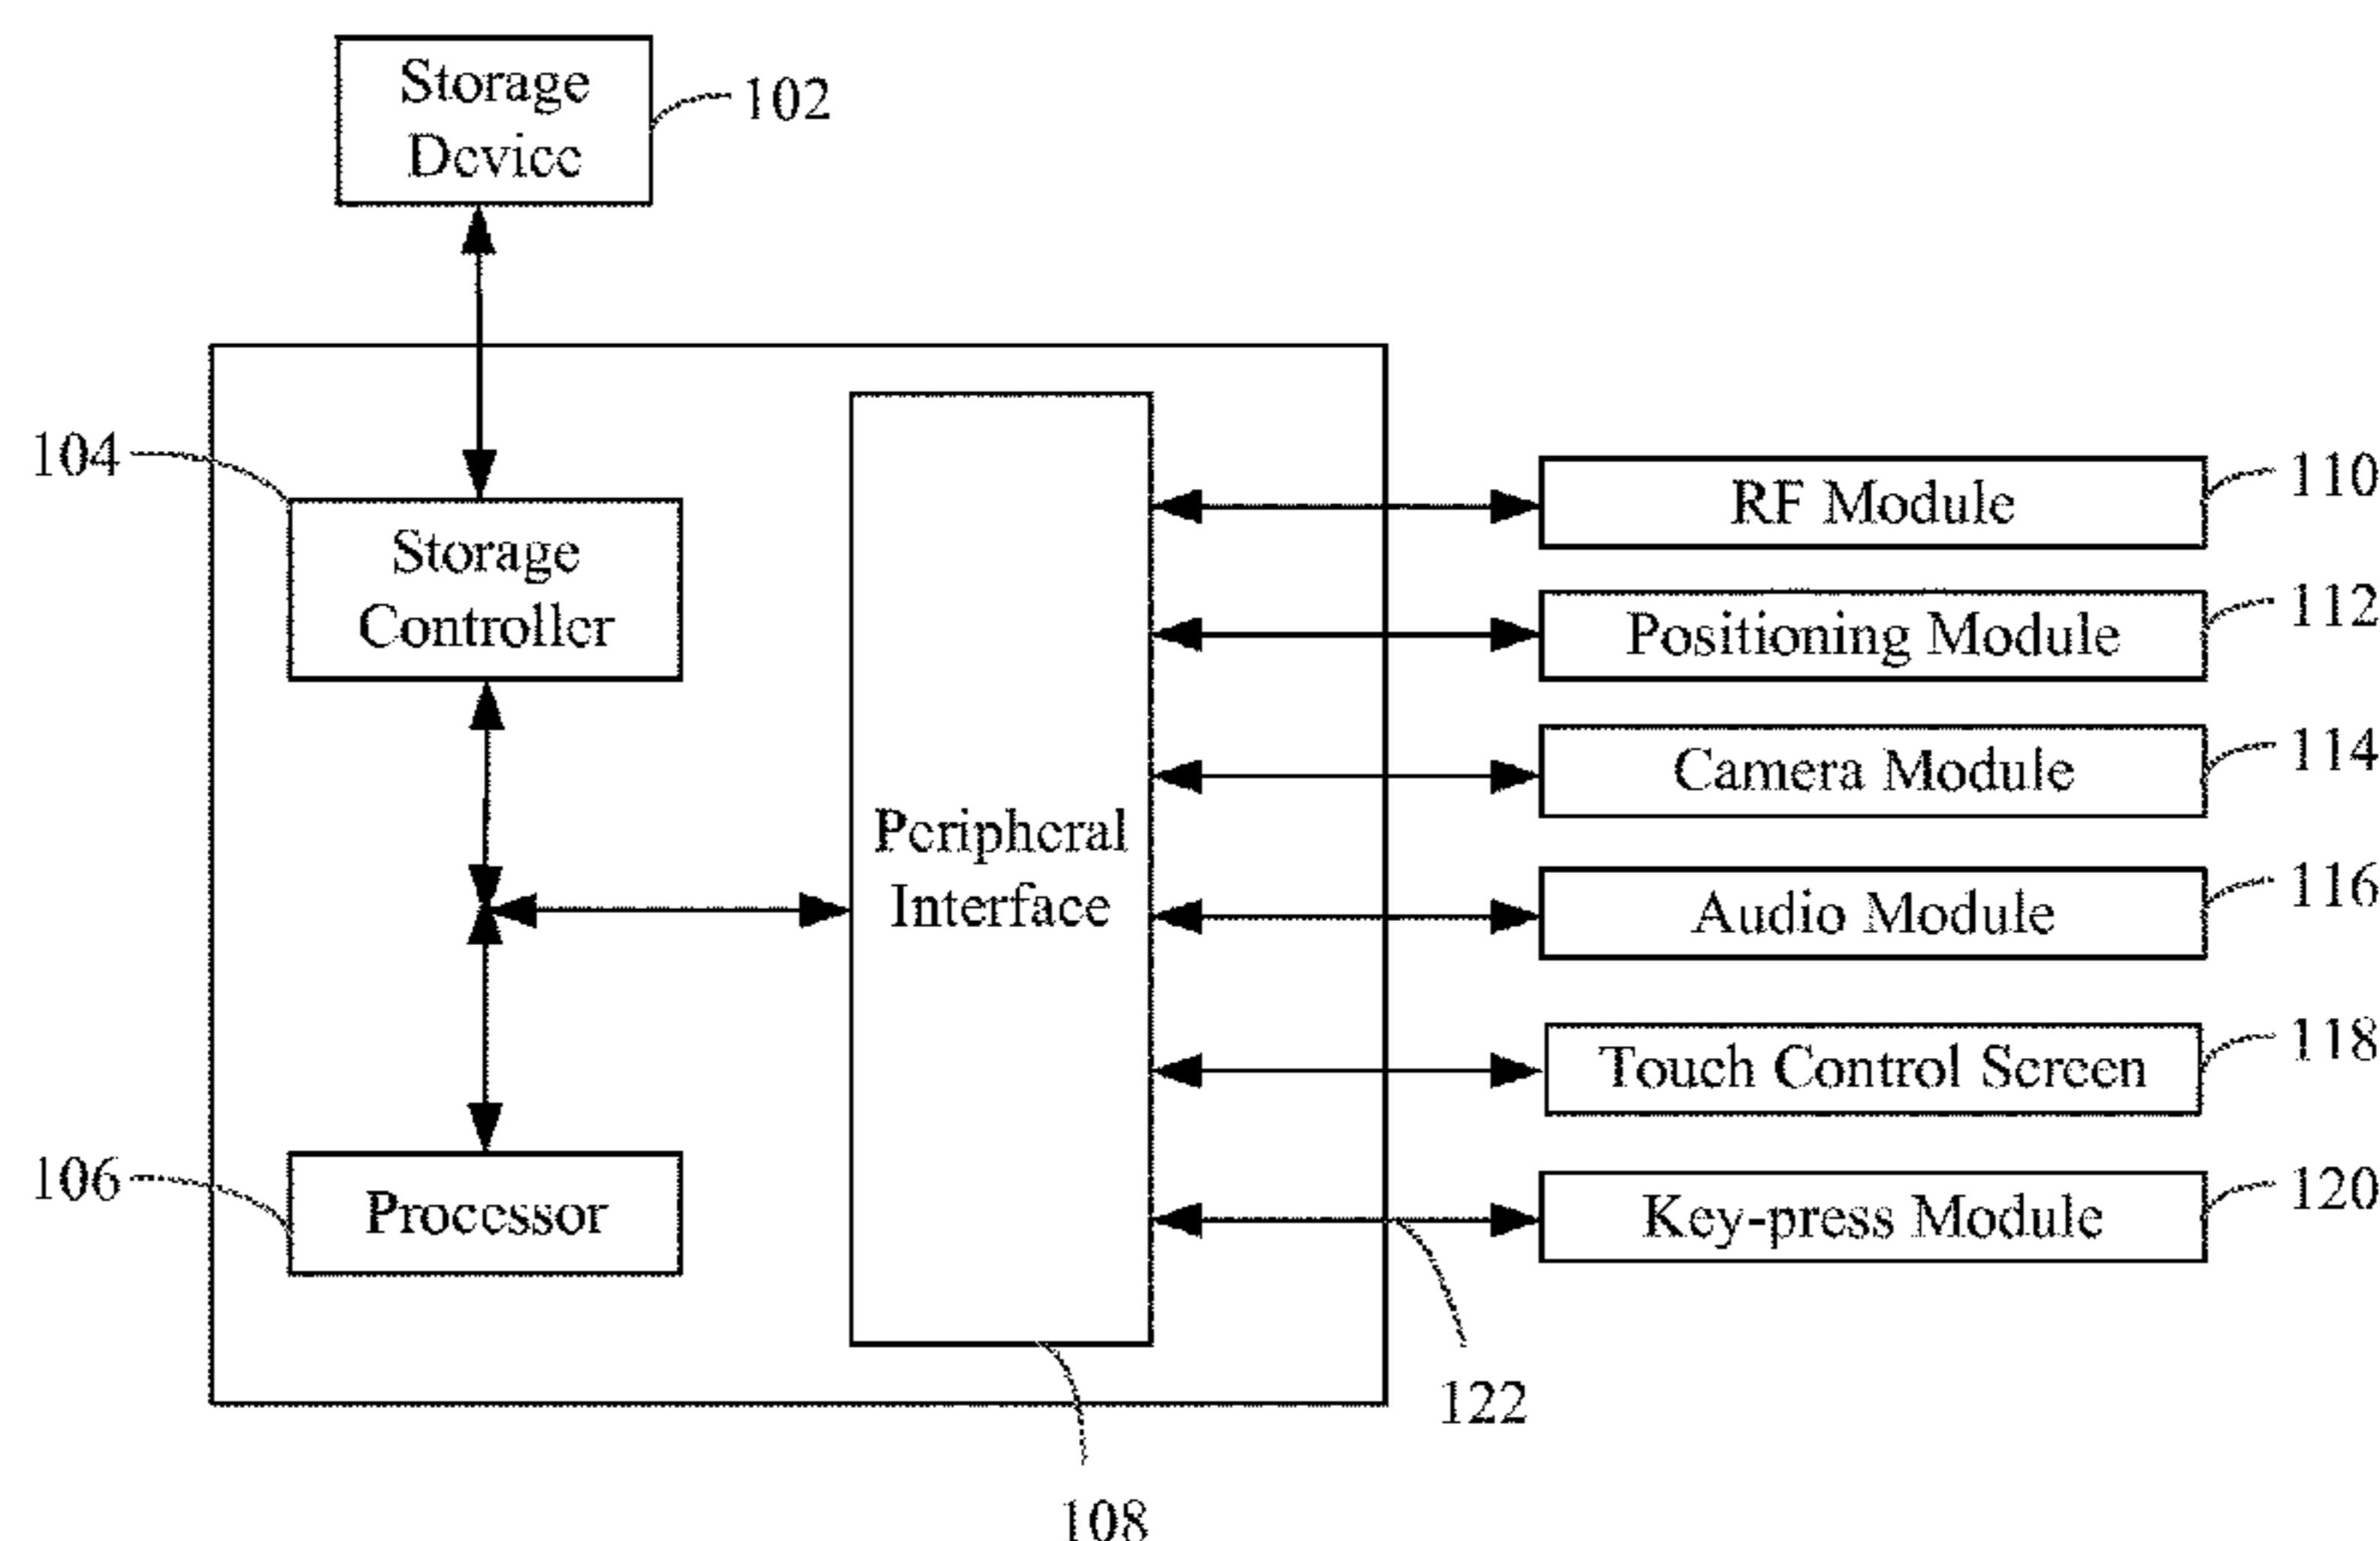 Storage
Device
102
104
Storage
Controller
Peripheral
Interface
106
Processor
RF Module
110
Positioning Module
112
Camera Module
114
Audio Module
116
Touch Control Screen
118
Key-press Module
120
122
108